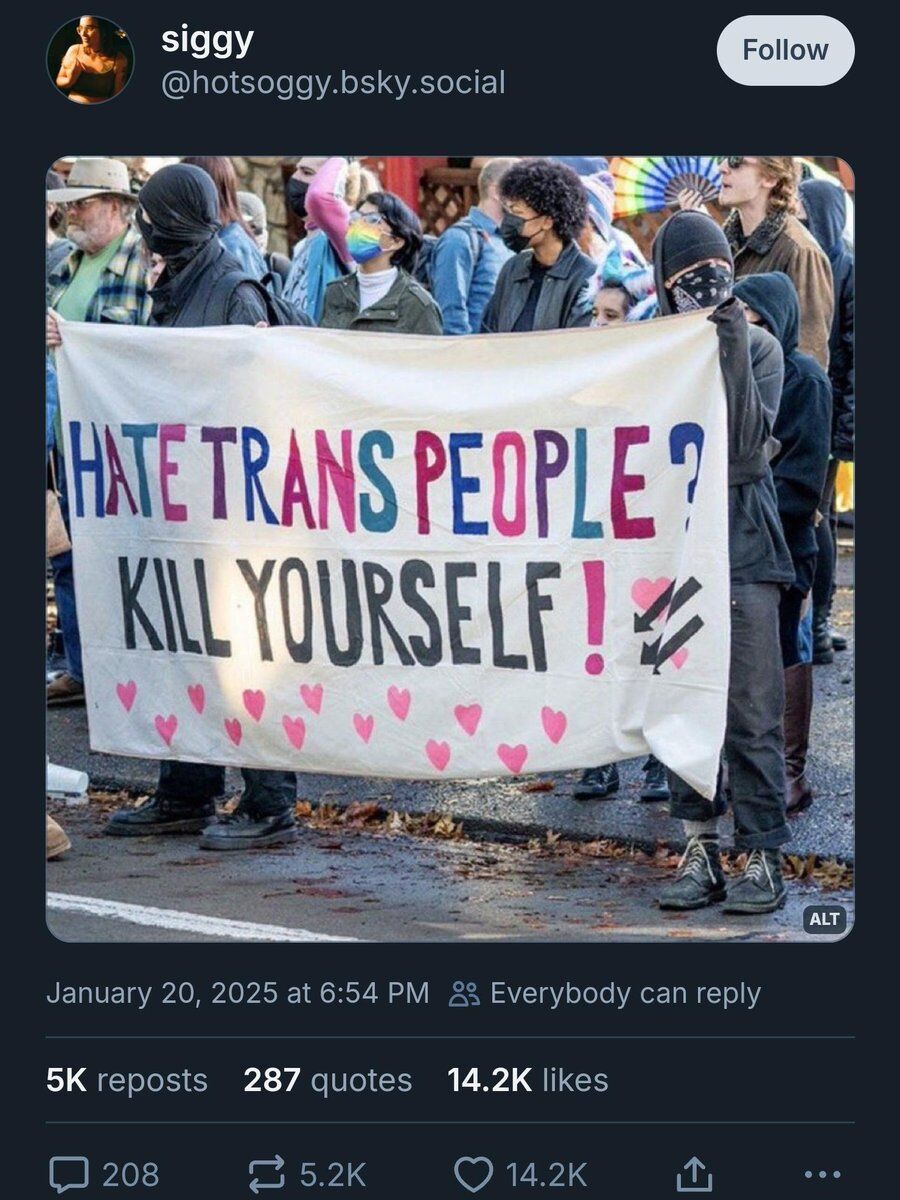 siggy
@hotsoggy.bsky.social
Follow
HATE TRANS PEOPLE?
KILL YOURSELF!
ALT
January 20, 2025 at 6:54 PM Everybody can reply
5K reposts 287 quotes 14.2K likes
208 5.2K 14.2K